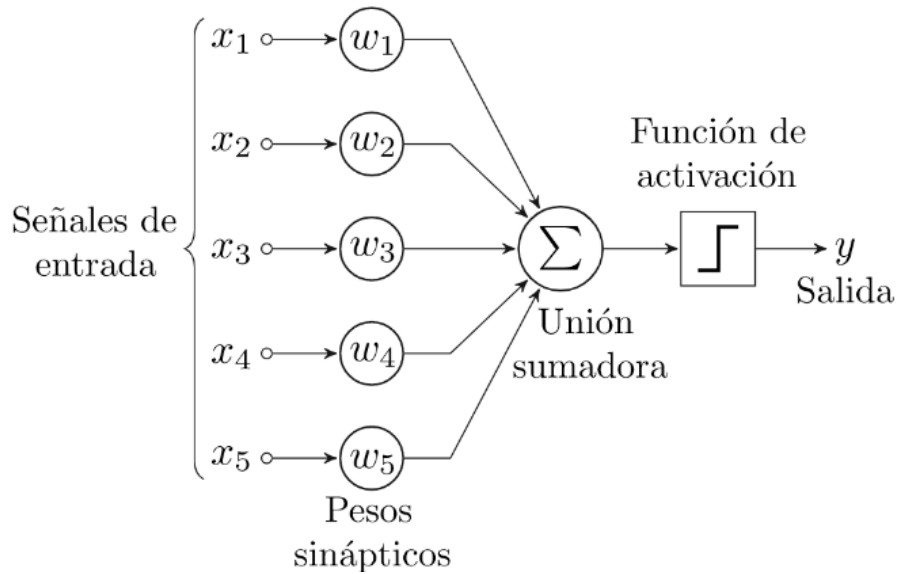 x₁ w₁
x₂ w₂
Función de
activación
Señales de
entrada
x₃ w₃ Σ y
Salida
Unión
sumadora
x₄ w₄
x₅ w₅
Pesos
sinápticos